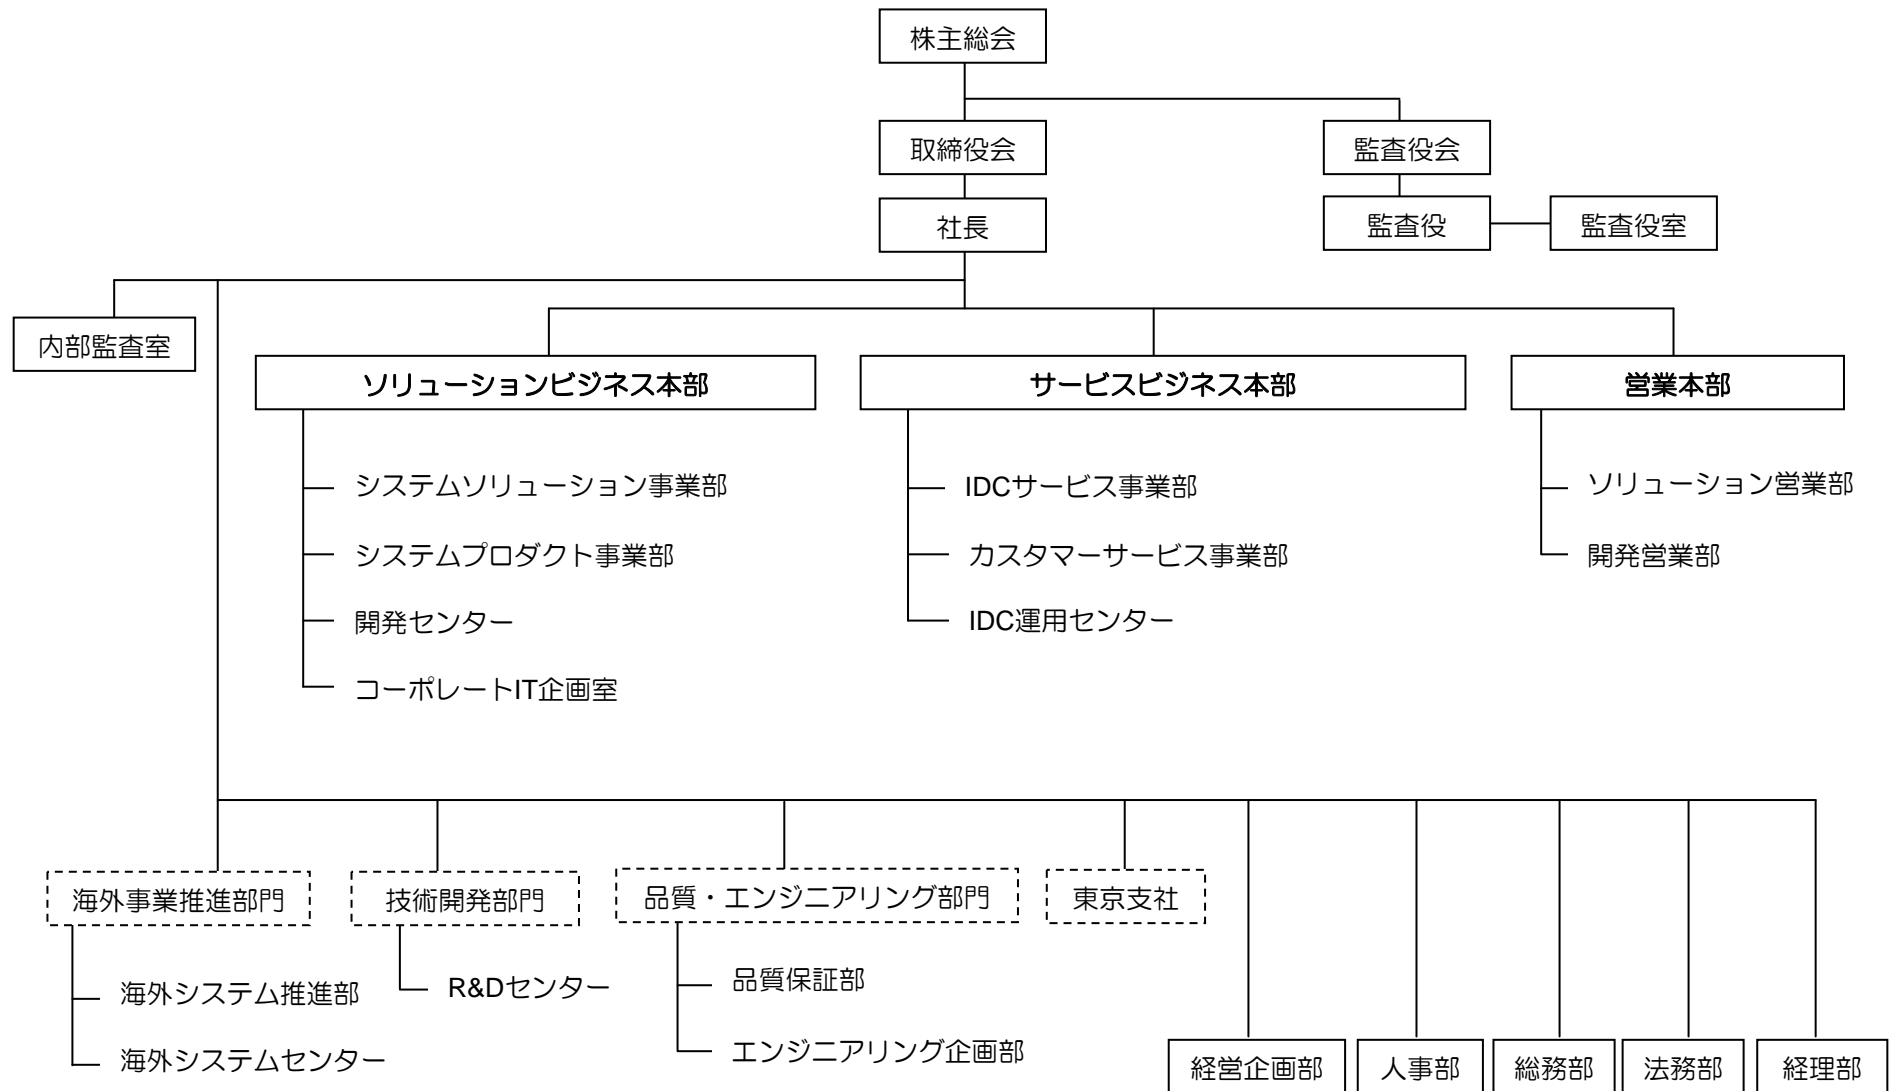 株主総会
取締役会
監査役会
社長
監査役
監査役室
内部監査室
ソリューションビジネス本部
サービスビジネス本部
営業本部
システムソリューション事業部
システムプロダクト事業部
開発センター
コーポレートIT企画室
IDCサービス事業部
カスタマーサービス事業部
IDC運用センター
ソリューション営業部
開発営業部
海外事業推進部門
海外システム推進部
海外システムセンター
技術開発部門
R&Dセンター
品質・エンジニアリング部門
品質保証部
エンジニアリング企画部
東京支社
経営企画部
人事部
総務部
法務部
経理部